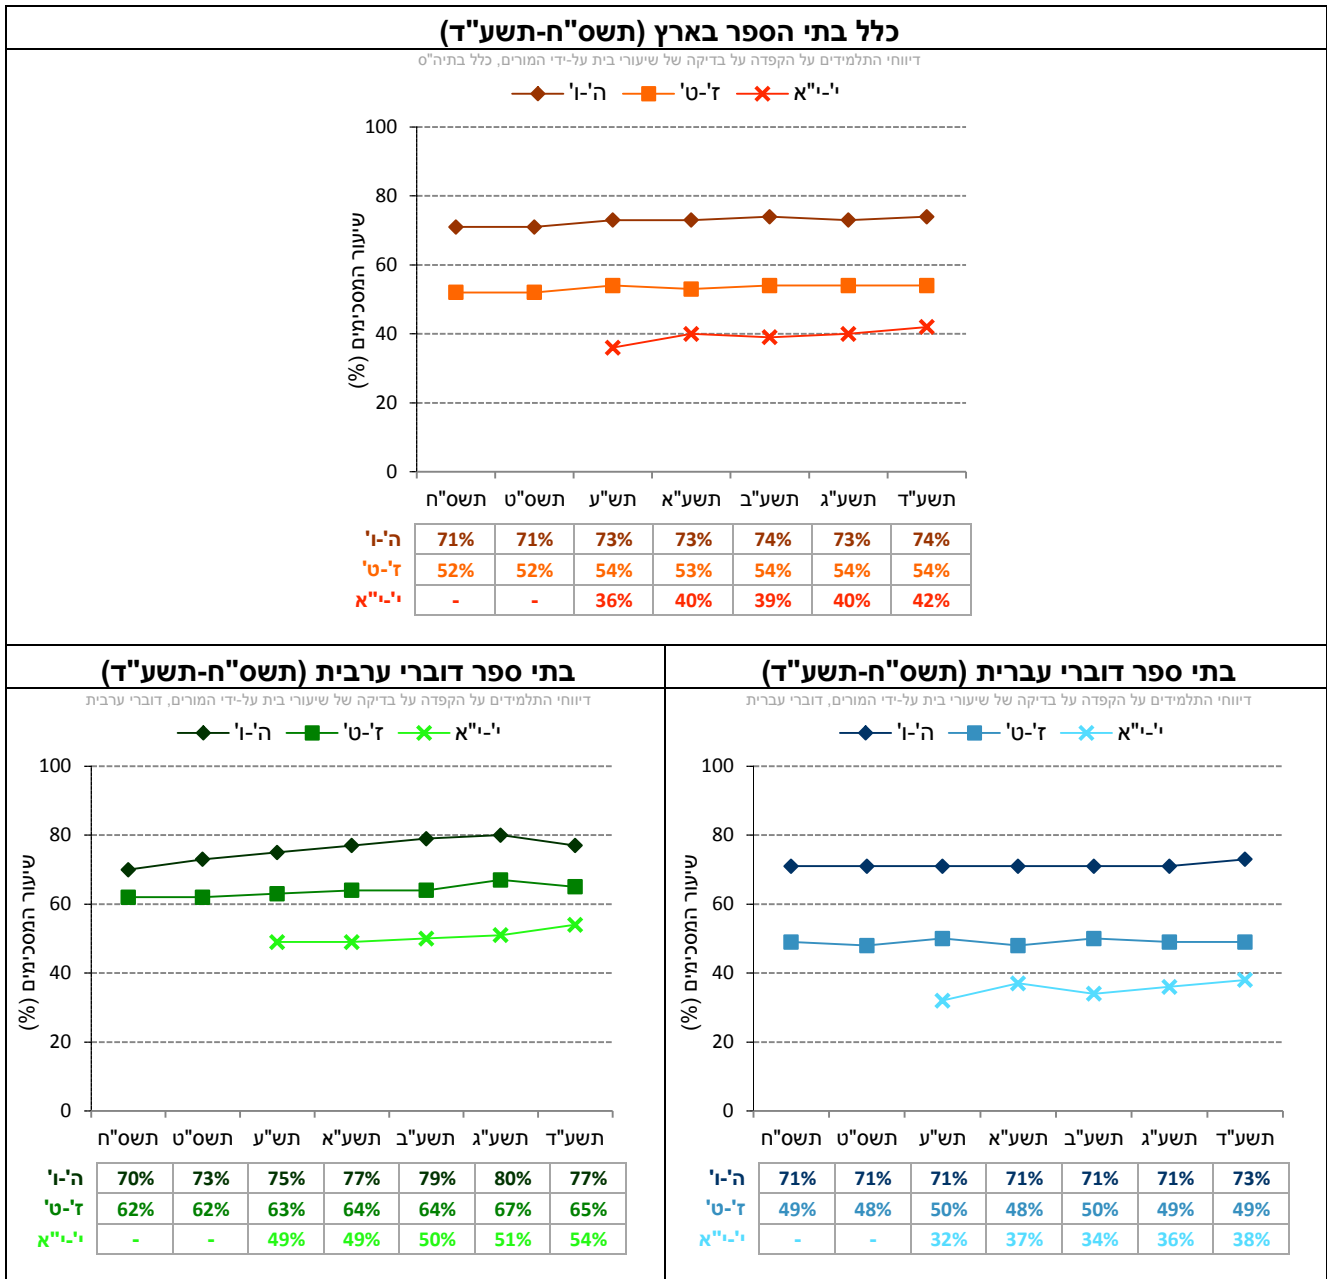 כלל בתי הספר בארץ (תשס"ח-תשע"ד)
דיווחי התלמידים על הקפדה על בדיקה של שיעורי בית על-ידי המורים, כלל בתיה"ס
ה'-ו' ז'-ט' י'-י"א
שיעור המסכימים (%)
100
80
60
40
20
0
תשס"ח תשס"ט תש"ע תשע"א תשע"ב תשע"ג תשע"ד
ה'-ו' 71% 71% 73% 73% 74% 73% 74%
ז'-ט' 52% 52% 54% 53% 54% 54% 54%
י'-י"א - - 36% 40% 39% 40% 42%
בתי ספר דוברי עברית (תשס"ח-תשע"ד)
דיווחי התלמידים על הקפדה על בדיקה של שיעורי בית על-ידי המורים, דוברי עברית
ה'-ו' ז'-ט' י'-י"א
שיעור המסכימים (%)
100
80
60
40
20
0
תשס"ח תשס"ט תש"ע תשע"א תשע"ב תשע"ג תשע"ד
ה'-ו' 71% 71% 71% 71% 71% 71% 73%
ז'-ט' 49% 48% 50% 48% 50% 49% 49%
י'-י"א - - 32% 37% 34% 36% 38%
בתי ספר דוברי ערבית (תשס"ח-תשע"ד)
דיווחי התלמידים על הקפדה על בדיקה של שיעורי בית על-ידי המורים, דוברי ערבית
ה'-ו' ז'-ט' י'-י"א
שיעור המסכימים (%)
100
80
60
40
20
0
תשס"ח תשס"ט תש"ע תשע"א תשע"ב תשע"ג תשע"ד
ה'-ו' 70% 73% 75% 77% 79% 80% 77%
ז'-ט' 62% 62% 63% 64% 64% 67% 65%
י'-י"א - - 49% 49% 50% 51% 54%